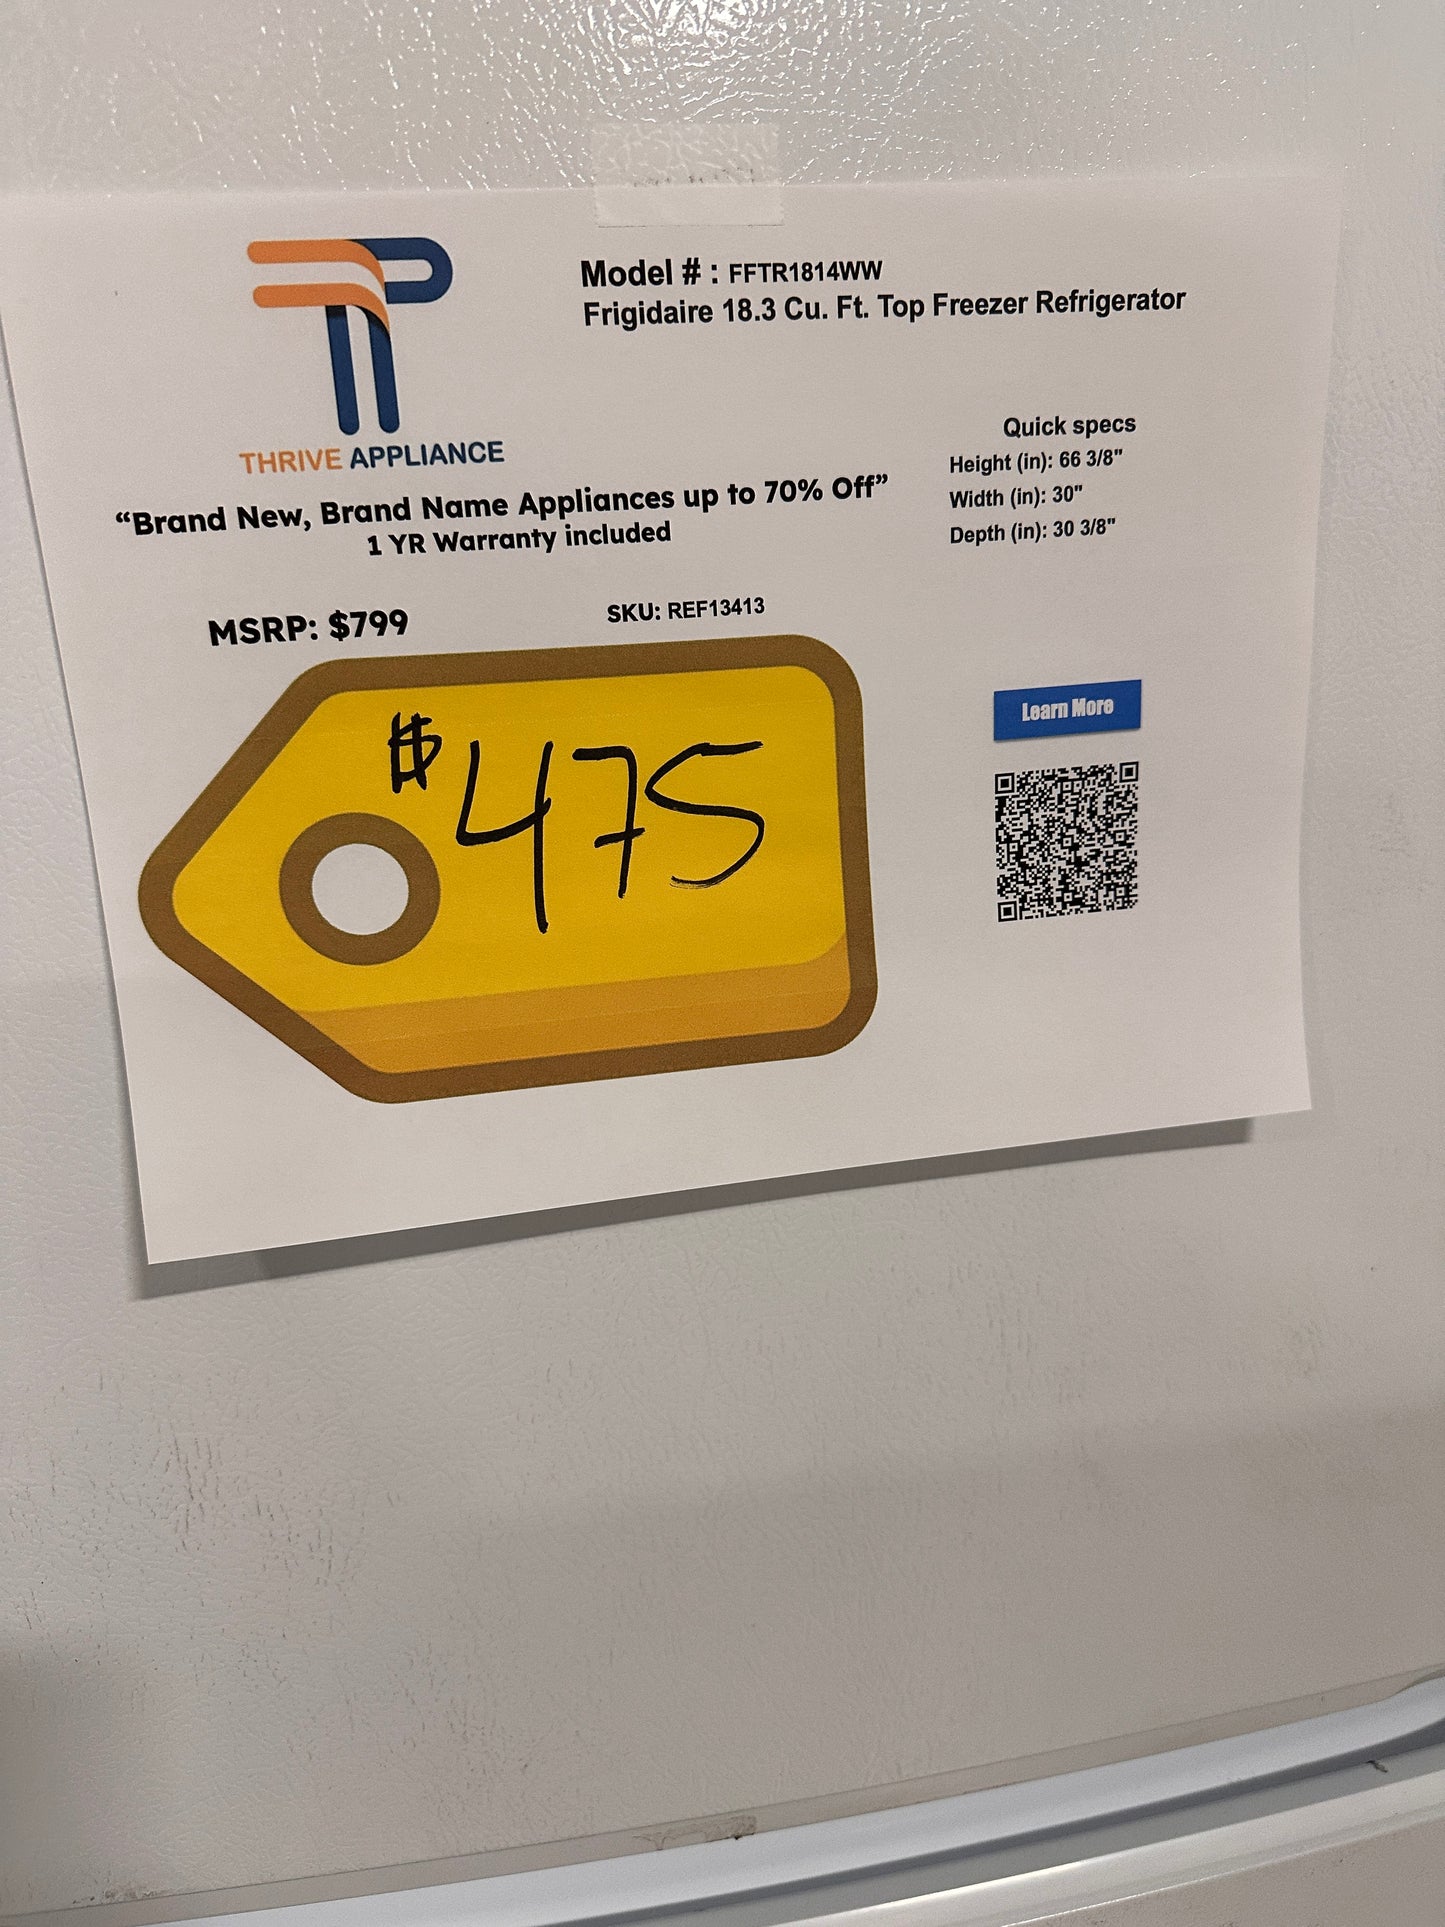 Model # : FFTR1814WW
Frigidaire 18.3 Cu. Ft. Top Freezer Refrigerator
THRIVE APPLIANCE
“Brand New, Brand Name Appliances up to 70% Off”
1 YR Warranty included
Quick specs
Height (in): 66 3/8"
Width (in): 30"
Depth (in): 30 3/8"
MSRP: $799
SKU: REF13413
$475
Learn More